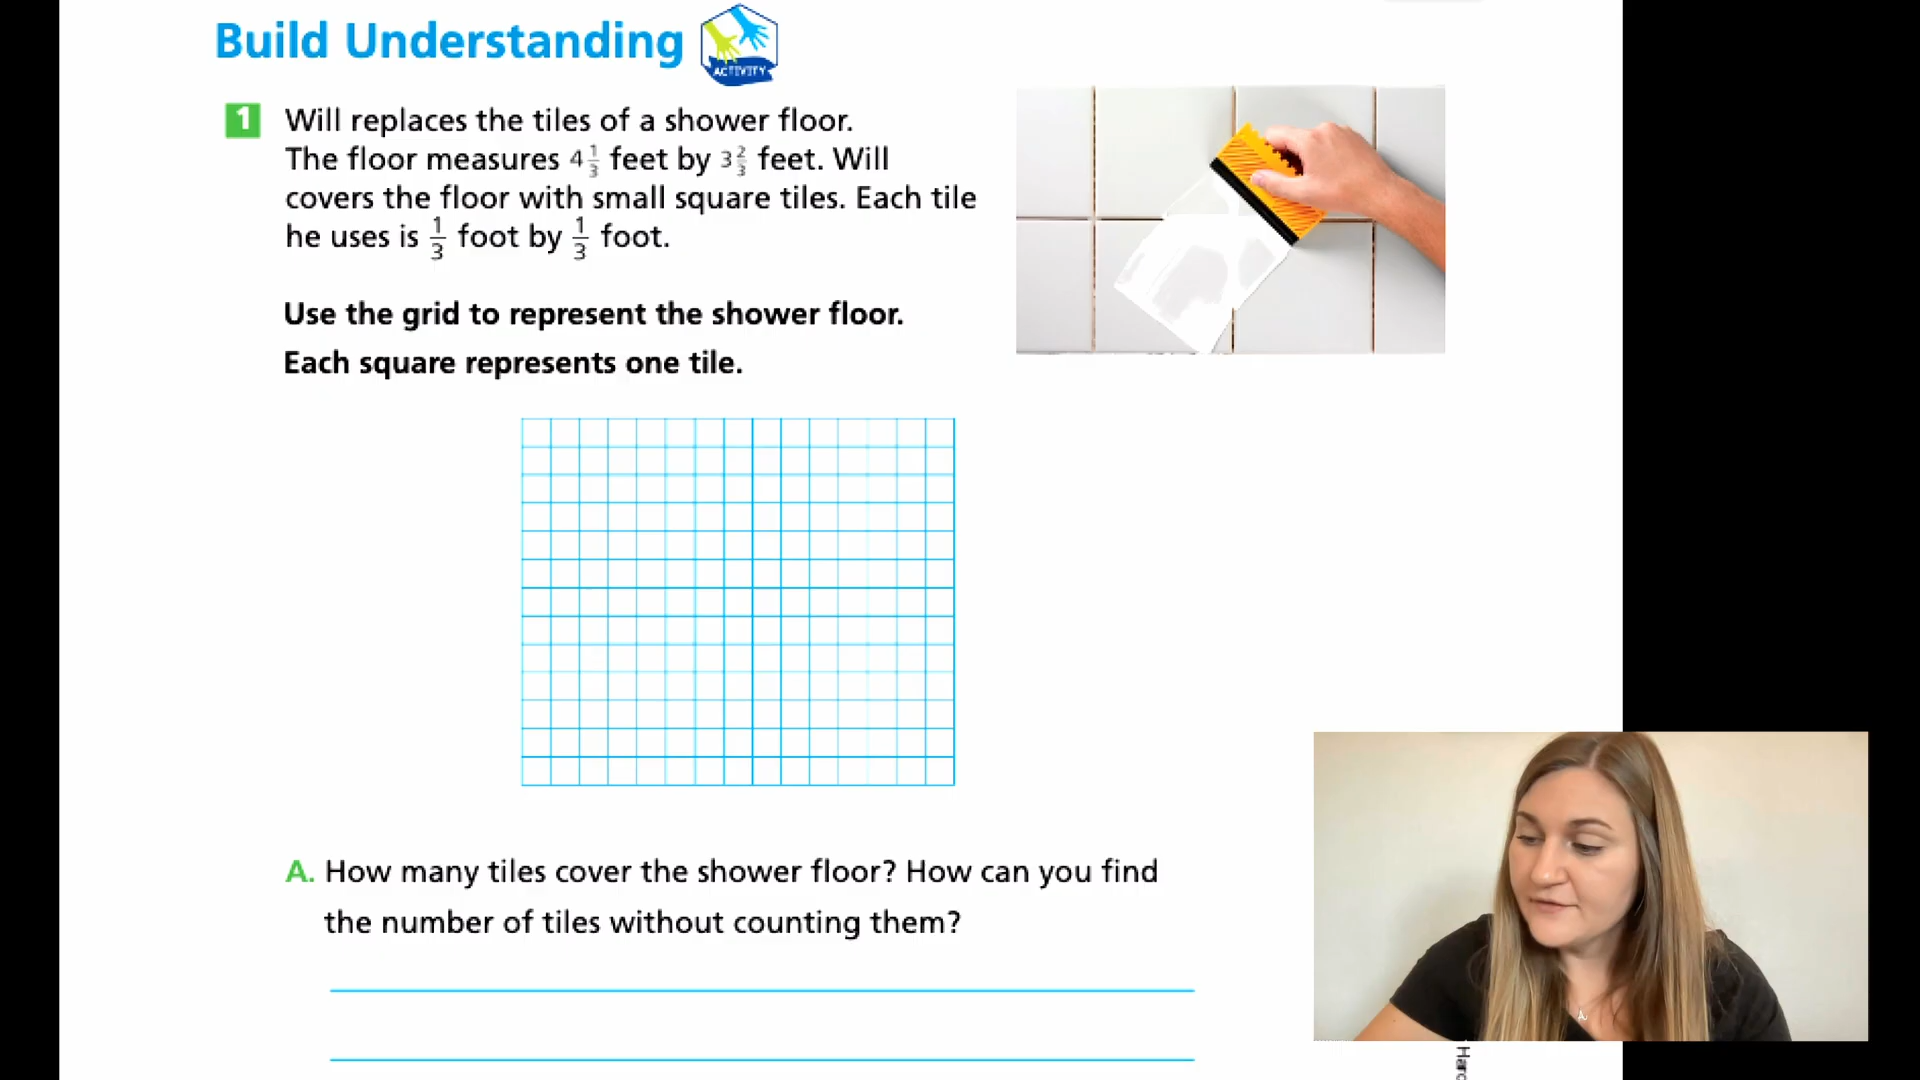 Build Understanding
ACTIVITY
1 Will replaces the tiles of a shower floor.
The floor measures 4 1/3 feet by 3 2/3 feet. Will
covers the floor with small square tiles. Each tile
he uses is 1/3 foot by 1/3 foot.
Use the grid to represent the shower floor.
Each square represents one tile.
A. How many tiles cover the shower floor? How can you find
the number of tiles without counting them?
Harc